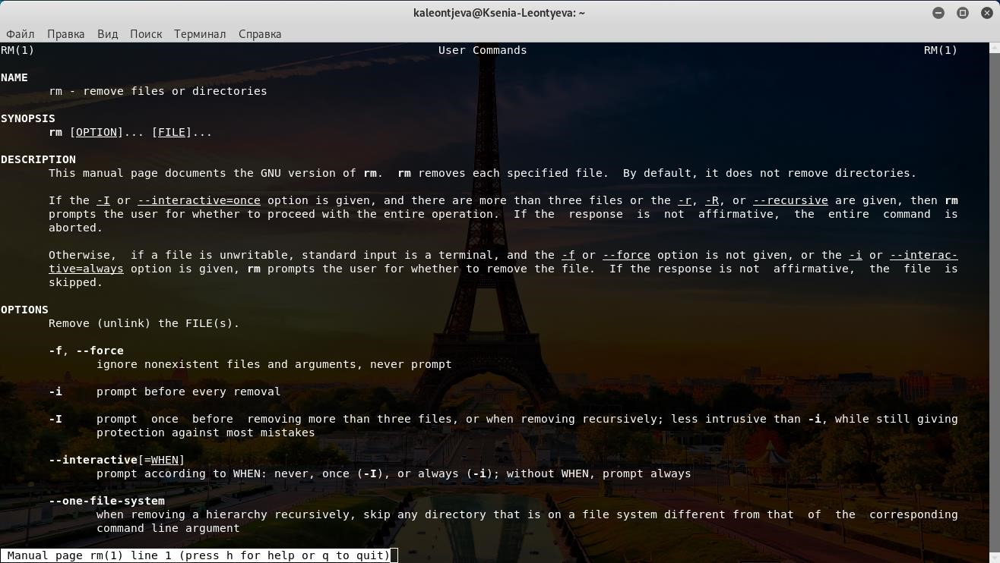 kaleontjeva@Ksenia-Leontyeva: ~
Файл Правка Вид Поиск Терминал Справка
RM(1) User Commands RM(1)
NAME
rm - remove files or directories
SYNOPSIS
rm [OPTION]... [FILE]...
DESCRIPTION
This manual page documents the GNU version of rm. rm removes each specified file. By default, it does not remove directories.
If the -I or --interactive=once option is given, and there are more than three files or the -r, -R, or --recursive are given, then rm
prompts the user for whether to proceed with the entire operation. If the response is not affirmative, the entire command is
aborted.
Otherwise, if a file is unwritable, standard input is a terminal, and the -f or --force option is not given, or the -i or --interac-
tive=always option is given, rm prompts the user for whether to remove the file. If the response is not affirmative, the file is
skipped.
OPTIONS
Remove (unlink) the FILE(s).
-f, --force
ignore nonexistent files and arguments, never prompt
-i prompt before every removal
-I prompt once before removing more than three files, or when removing recursively; less intrusive than -i, while still giving
protection against most mistakes
--interactive[=WHEN]
prompt according to WHEN: never, once (-I), or always (-i); without WHEN, prompt always
--one-file-system
when removing a hierarchy recursively, skip any directory that is on a file system different from that of the corresponding
command line argument
Manual page rm(1) line 1 (press h for help or q to quit)